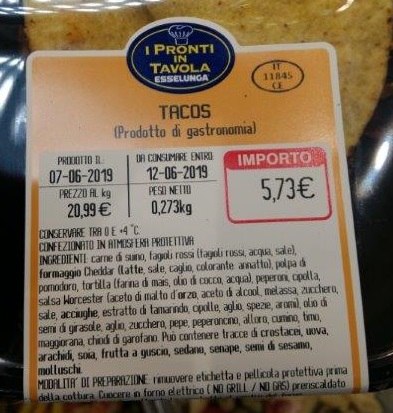 I PRONTI
IN
TAVOLA
ESSELUNGA
IT
11845
CE
TACOS
(Prodotto di gastronomia)
PRODOTTO IL
DA CONSUMARE ENTRO
IMPORTO
07-06-2019
12-06-2019
PREZZO AL kg
PESO NETTO
5,73€
20,99 €
0,273kg
CONSERVARE TRA 0 E +4 °C
CONFEZIONATO IN ATMOSFERA PROTETTIVA
INGREDIENTI: carne di suino, fagioli rossi (fagioli rossi, acqua, sale),
formaggio Cheddar (latte, sale, caglio, colorante: annatto), polpa di
pomodoro, tortilla (farina di mais, olio di cocco, acqua), peperoni, cipolla,
salsa Worcester (aceto di malto d'orzo, aceto di alcool, melassa, zucchero,
sale, acciughe, estratto di tamarindo, cipolle, aglio, spezie, aromi), olio di
semi di girasole, aglio, zucchero, pepe, peperoncino, alloro, cumino, timo,
maggiorana, chiodi di garofano. Può contenere tracce di crostacei, uova,
arachidi, soia, frutta a guscio, sedano, senape, semi di sesamo,
molluschi.
MODALITA' DI PREPARAZIONE: rimuovere etichetta e pellicola protettiva prima
della cottura. Cuocere in forno elettrico ( NO GRILL / NO GAS) preriscaldato